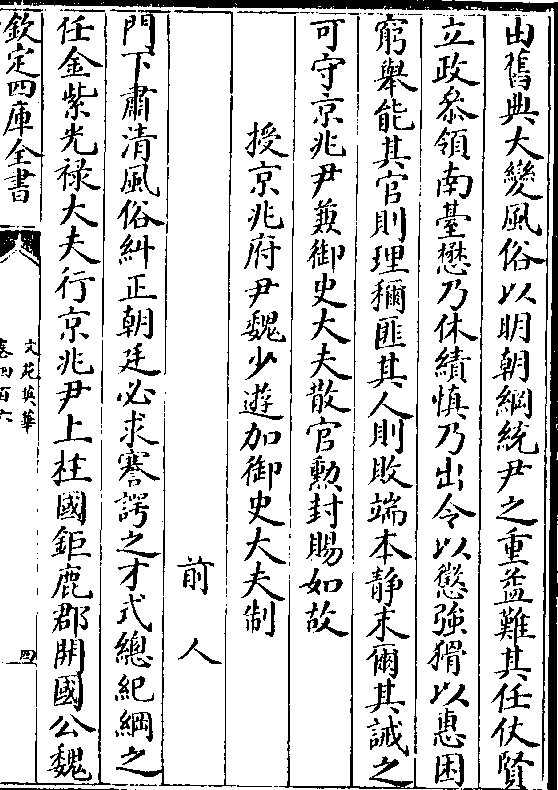 由舊典大變風俗以明朝綱統尹之重益難其任仗賢
立政叅領南臺懋乃休績慎乃出令以懲強猾以惠困
窮舉能其官則理稱匪其人則敗端本静末爾其誡之
可守京兆尹兼御史大夫散官勲封賜如故
授京兆府尹魏少遊加御史大夫制
前人
門下肅清風俗糾正朝廷必求謇諤之才式總紀綱之
任金紫光禄大夫行京兆尹上柱國鉅鹿郡開國公魏
欽定四庫全書
文苑英華
卷四百六
四